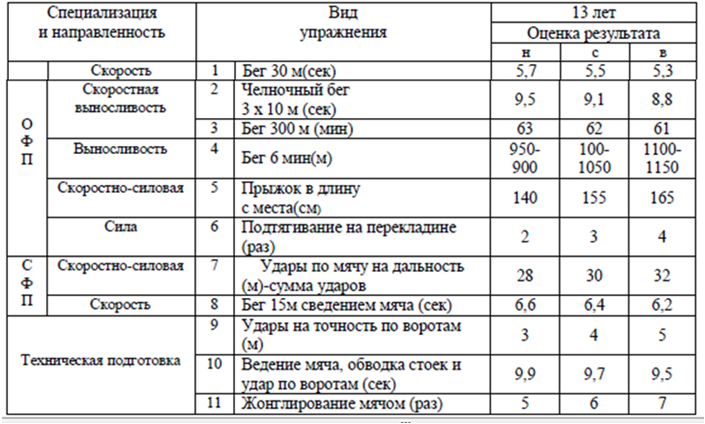 Специализация
и направленность
Вид
упражнения
13 лет
Оценка результата
н с в
Скорость 1 Бег 30 м(сек) 5,7 5,5 5,3
О
Ф
П
Скоростная
выносливость
2 Челночный бег
3 х 10 м (сек)
9,5 9,1 8,8
3 Бег 300 м (мин) 63 62 61
Выносливость 4 Бег 6 мин(м)
950-
900
100-
1050
1100-
1150
Скоростно-силовая 5 Прыжок в длину
с места(см)
140 155 165
Сила 6 Подтягивание на перекладине
(раз)
2 3 4
С
Ф
П
Скоростно-силовая 7 Удары по мячу на дальность
(м)-сумма ударов
28 30 32
Скорость 8 Бег 15м сведением мяча (сек) 6,6 6,4 6,2
Техническая подготовка
9 Удары на точность по воротам
(м)
3 4 5
10 Ведение мяча, обводка стоек и
удар по воротам (сек)
9,9 9,7 9,5
11 Жонглирование мячом (раз) 5 6 7